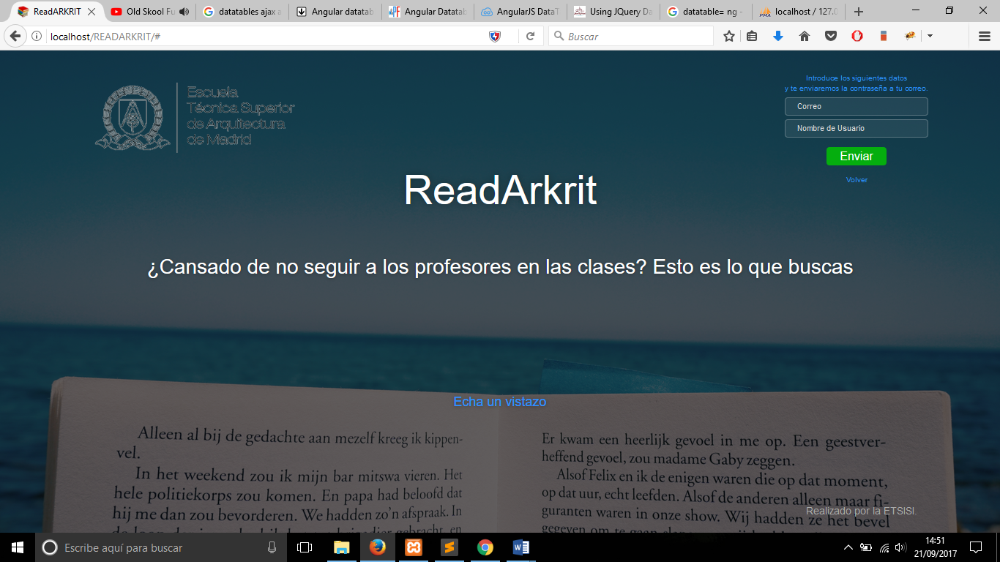 ReadARKRIT
Old Skool Fu
datatables ajax a
Angular datatab
Angular Datatab
AngularJS DataT
Using JQuery Da
datatable= ng -
localhost / 127.0
localhost/READARKRIT/#
Buscar
Escuela
Técnica Superior
de Arquitectura
de Madrid
Introduce los siguientes datos
y te enviaremos la contraseña a tu correo.
Correo
Nombre de Usuario
Enviar
Volver
ReadArkrit
¿Cansado de no seguir a los profesores en las clases? Esto es lo que buscas
Echa un vistazo
Alleen al bij de gedachte aan mezelf kreeg ik kippen-
vel.
In het weekend zou ik mijn bar mitswa vieren. Het
hele politiekorps zou komen. En papa had beloofd dat
hij me dan zou bevorderen. We hadden zo'n afspraak. In
Er kwam een heerlijk gevoel in me op. Een geestver-
heffend gevoel, zou madame Gaby zeggen.
Alsof Felix en ik de enigen waren die op dat moment,
op dat uur, echt leefden. Alsof de anderen alleen maar fi-
guranten waren in onze show. Wij hadden ze het bevel
gegeven om te gaan
Realizado por la ETSISI.
Escribe aquí para buscar
14:51
21/09/2017